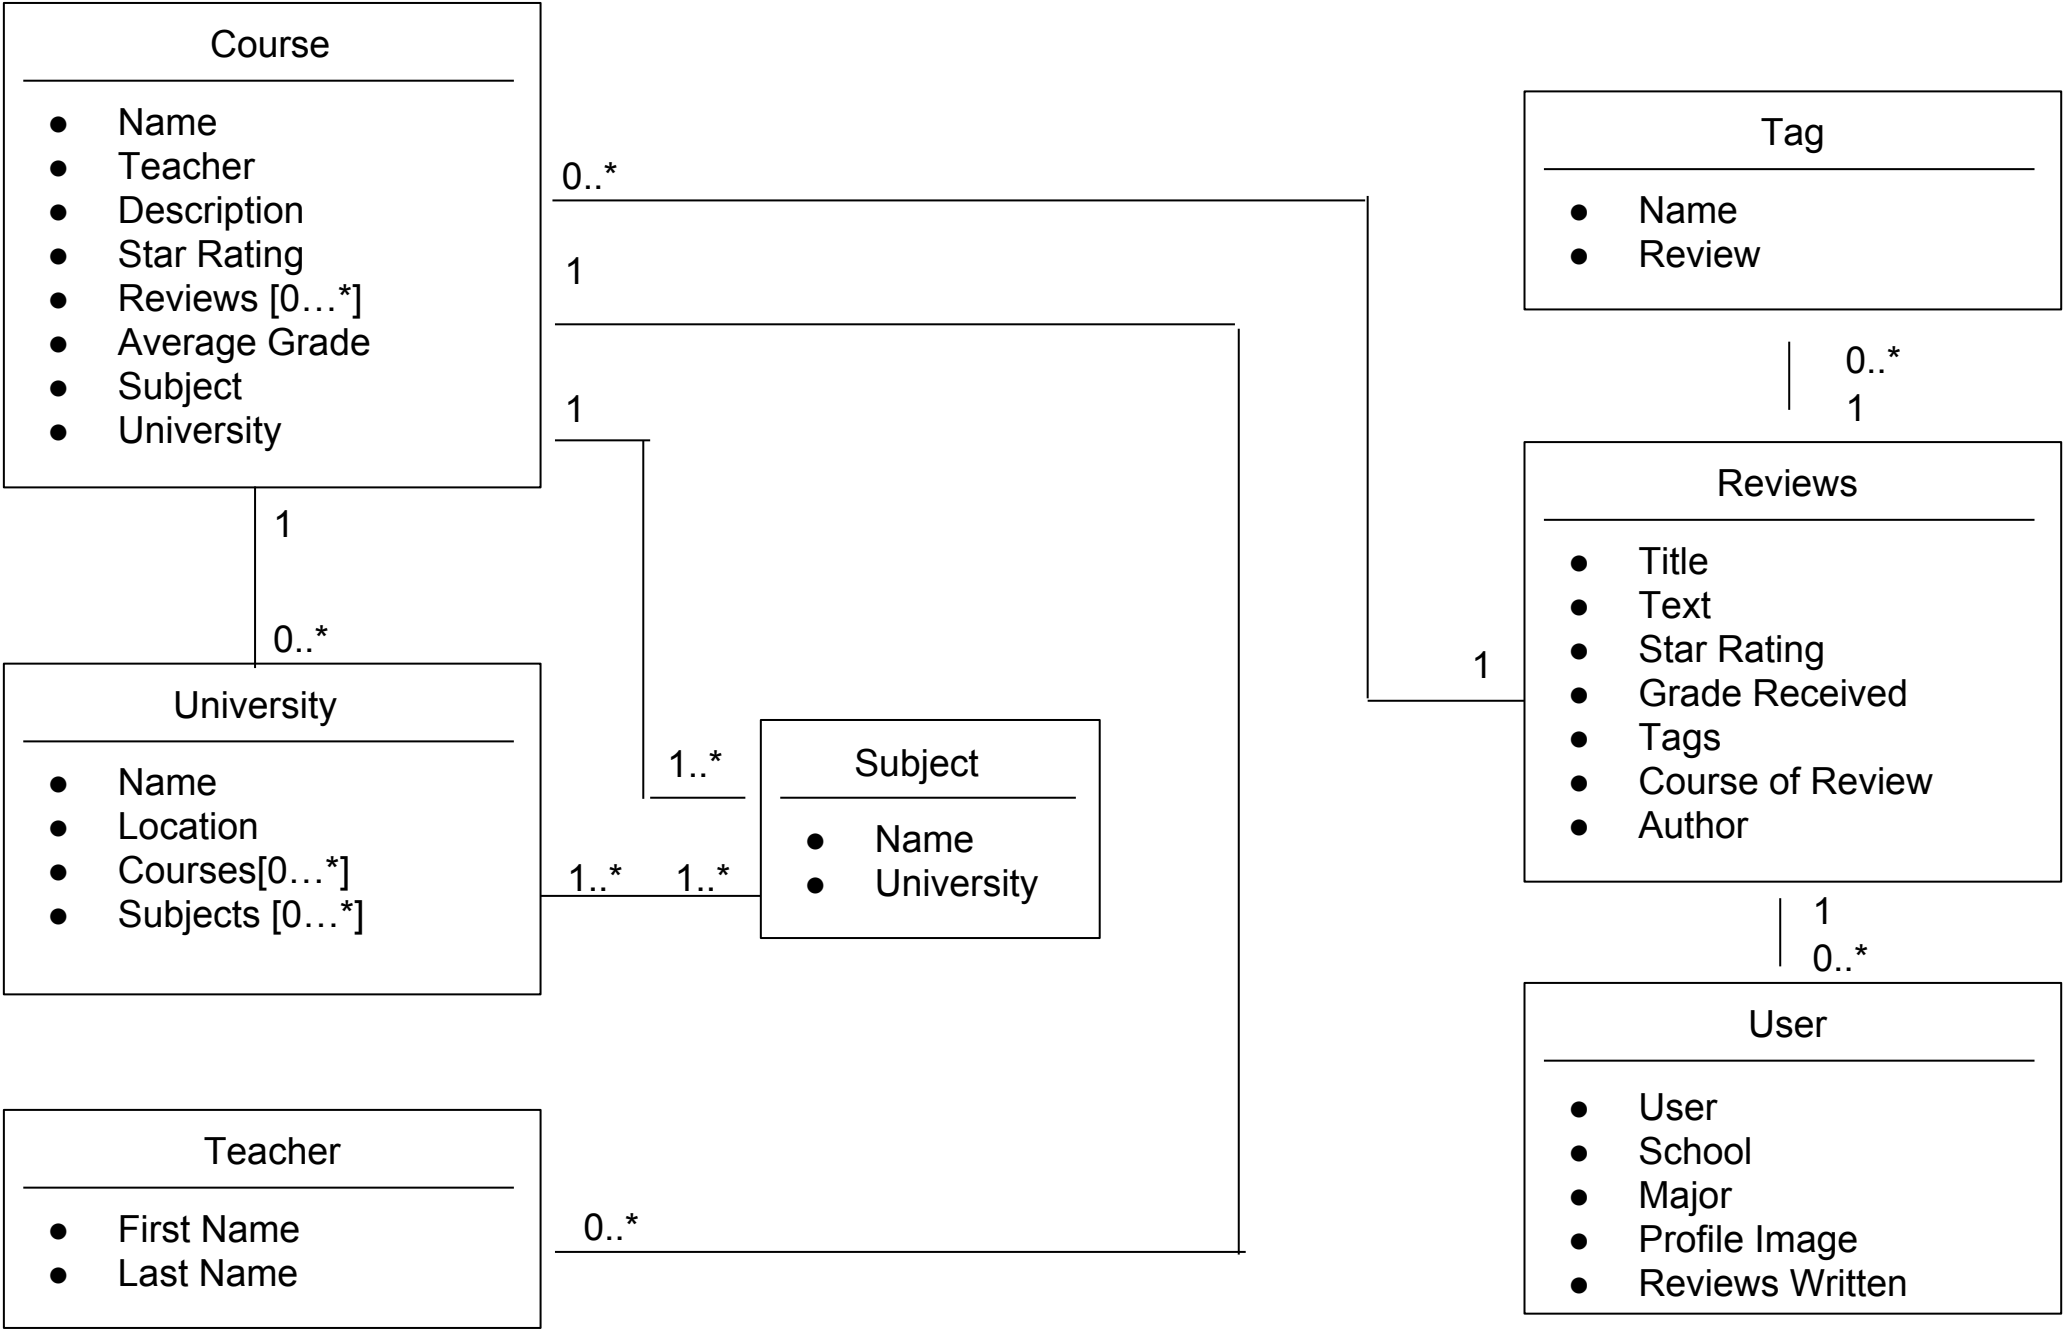 Course
● Name
● Teacher
● Description
● Star Rating
● Reviews [0…*]
● Average Grade
● Subject
● University
0..*
1
1
1
0..*
University
● Name
● Location
● Courses[0…*]
● Subjects [0…*]
1..*
1..*
1..*
Subject
● Name
● University
Teacher
● First Name
● Last Name
0..*
Tag
● Name
● Review
0..*
1
1
Reviews
● Title
● Text
● Star Rating
● Grade Received
● Tags
● Course of Review
● Author
1
0..*
User
● User
● School
● Major
● Profile Image
● Reviews Written